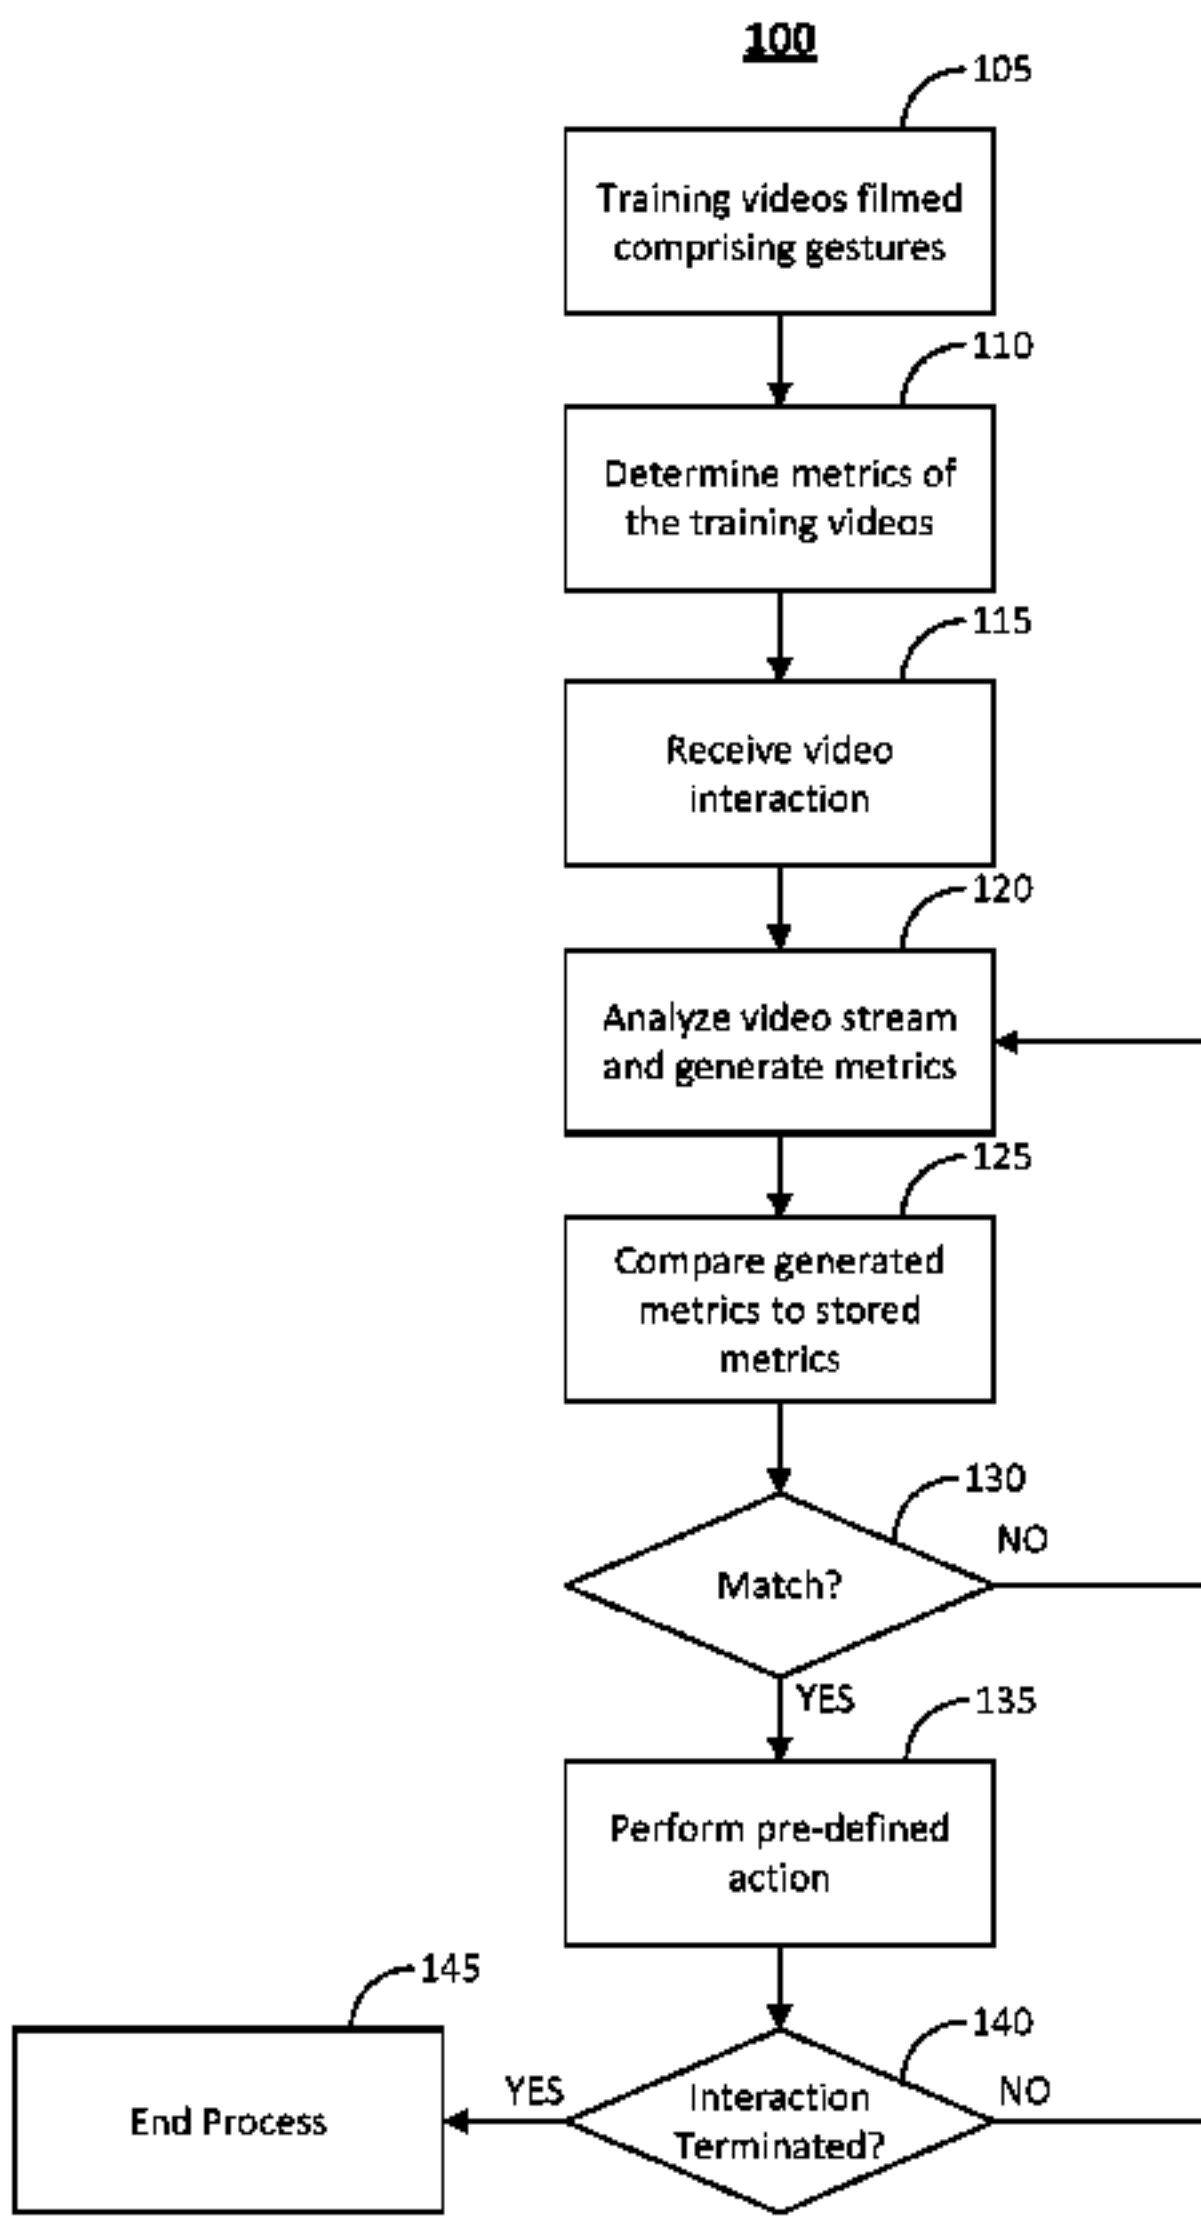 100
105
Training videos filmed
comprising gestures
110
Determine metrics of
the training videos
115
Receive video
interaction
120
Analyze video stream
and generate metrics
125
Compare generated
metrics to stored
metrics
130
NO
Match?
YES
135
Perform pre-defined
action
145
140
End Process
YES
Interaction
Terminated?
NO